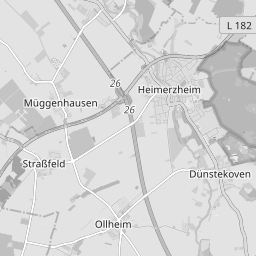 L 182
26
Heimerzheim
Müggenhausen
26
Straßfeld
Dünstekoven
Ollheim